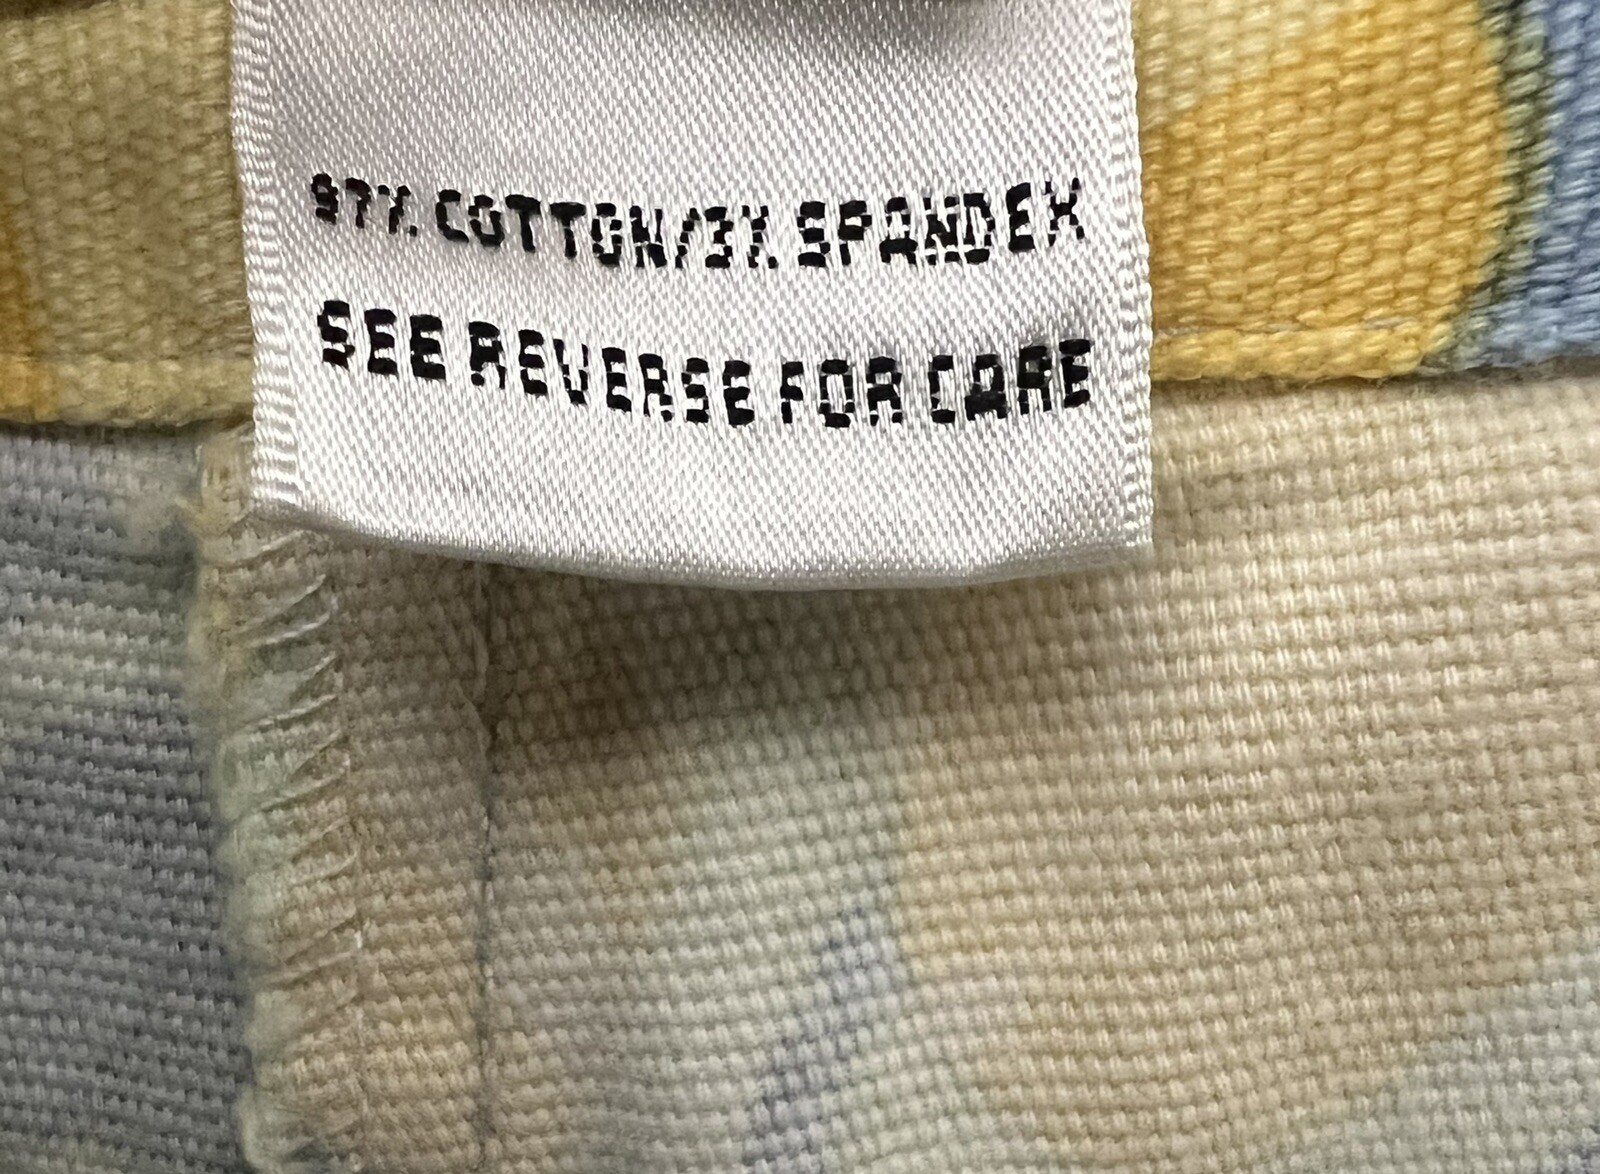 97% COTTON/3% SPANDEX
SEE REVERSE FOR CARE